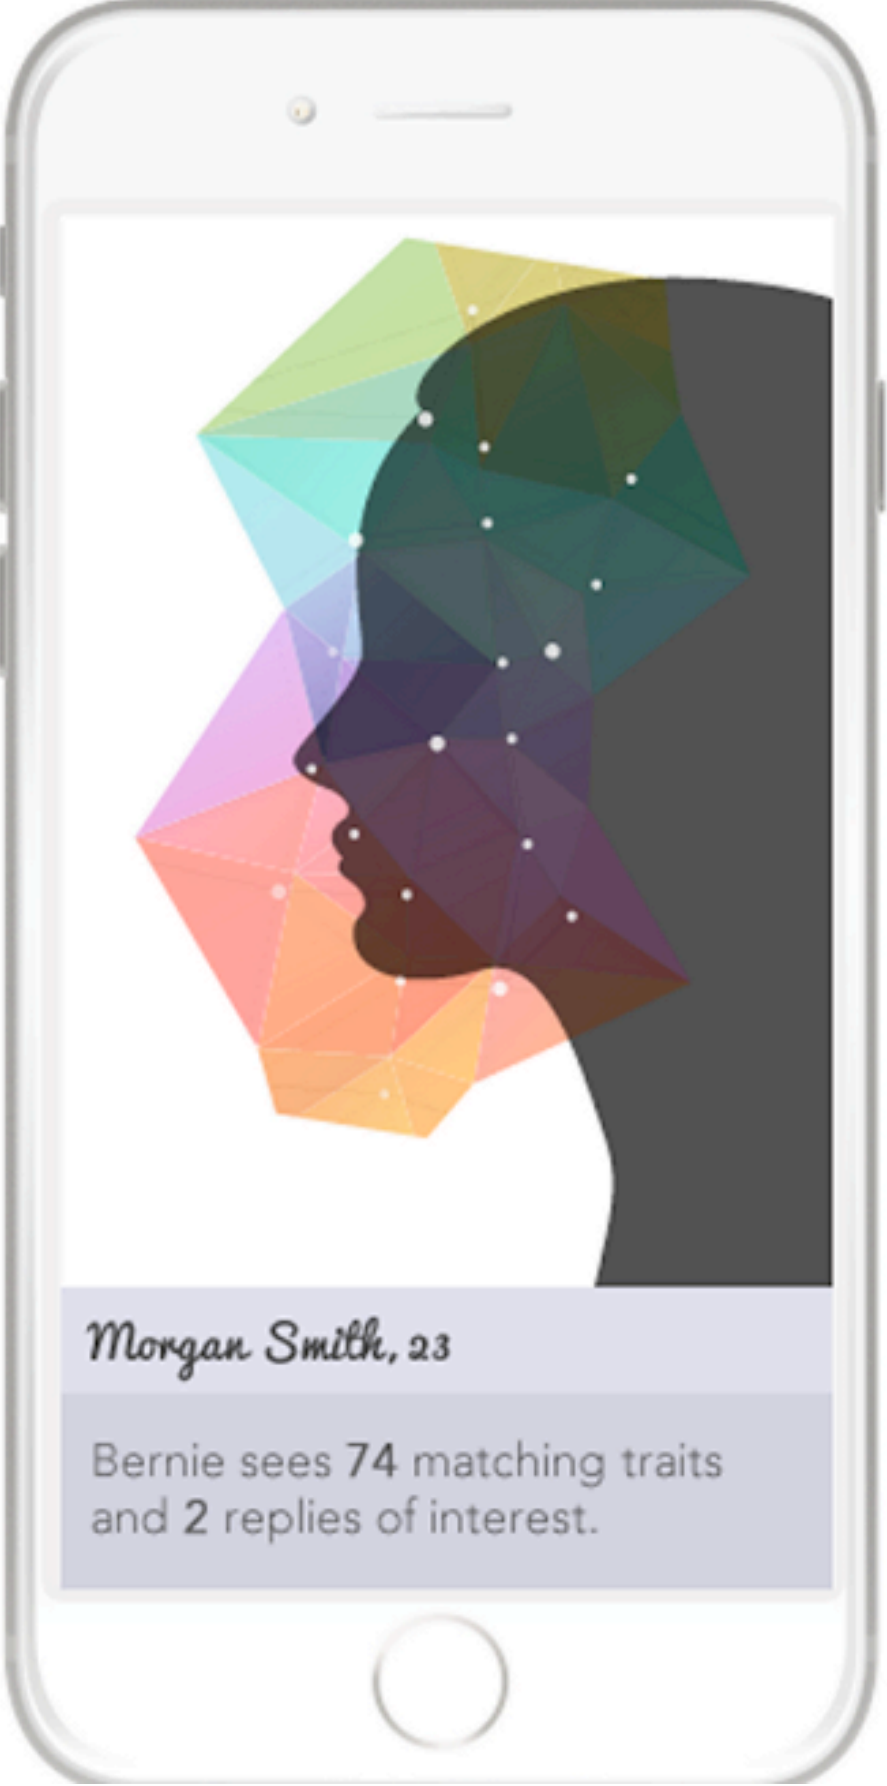 Morgan Smith, 23
Bernie sees 74 matching traits
and 2 replies of interest.